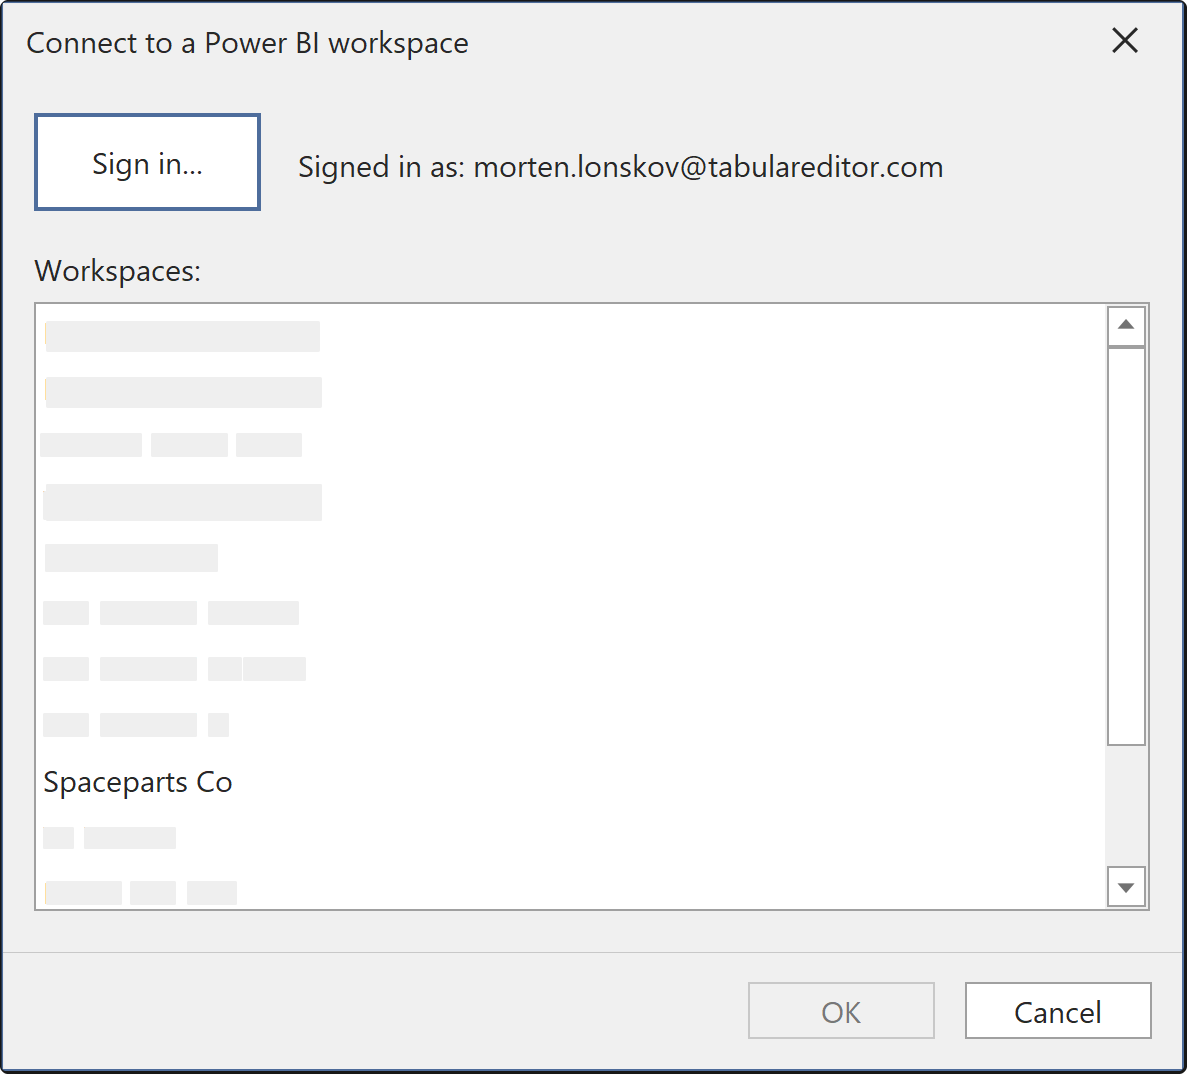 Connect to a Power BI workspace
Sign in...
Signed in as: morten.lonskov@tabulareditor.com
Workspaces:
Spaceparts Co
OK
Cancel